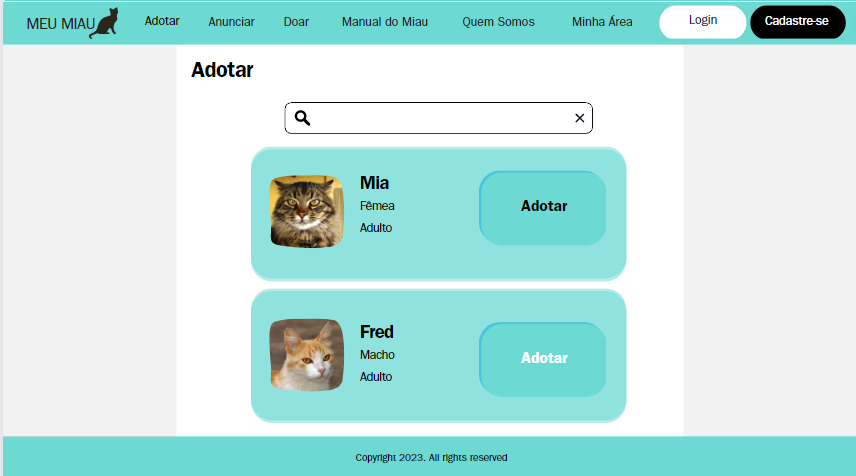 MEU MIAU Adotar Anunciar Doar Manual do Miau Quem Somos Minha Área Login Cadastre-se
Adotar
Mia
Fêmea
Adulto
Adotar
Fred
Macho
Adulto
Adotar
Copyright 2023. All rights reserved